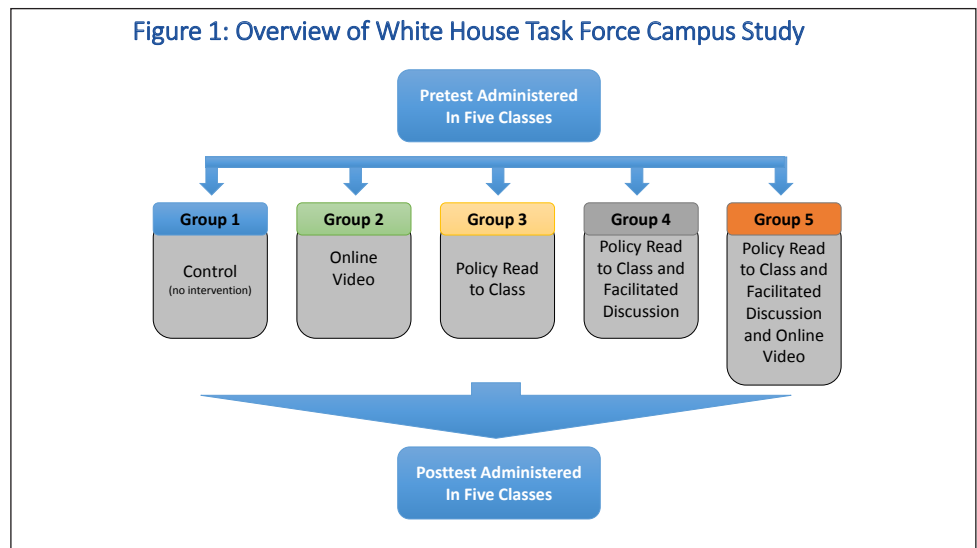 Figure 1: Overview of White House Task Force Campus Study
Pretest Administered
In Five Classes
Group 1
Control
(no intervention)
Group 2
Online
Video
Group 3
Policy Read
to Class
Group 4
Policy Read
to Class and
Facilitated
Discussion
Group 5
Policy Read
to Class and
Facilitated
Discussion
and Online
Video
Posttest Administered
In Five Classes